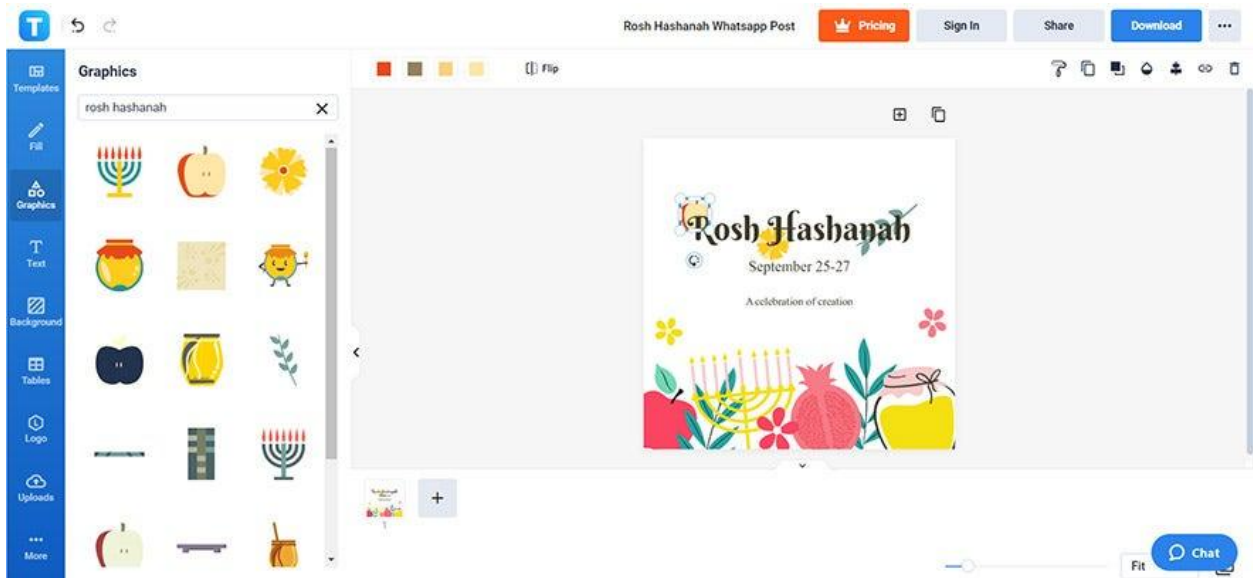 T
Rosh Hashanah Whatsapp Post
Pricing
Sign In
Share
Download
Templates
Fill
Graphics
Text
Background
Tables
Logo
Uploads
More
Graphics
rosh hashanah
Flip
Rosh Hashanah
September 25-27
A celebration of creation
1
Fit
Chat